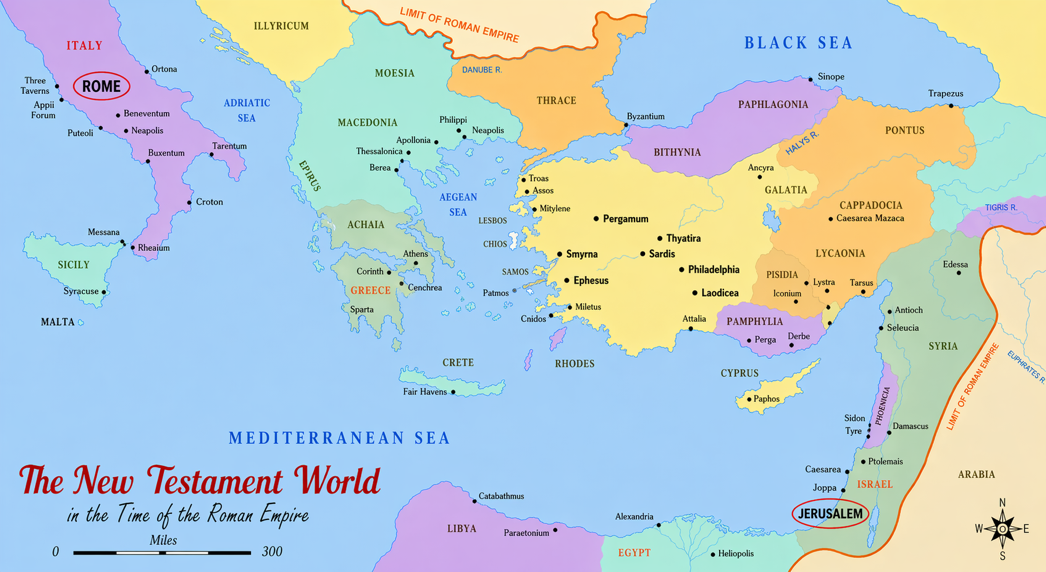 LIMIT OF ROMAN EMPIRE
ILLYRICUM
ITALY
BLACK SEA
Ortona
MOESIA
DANUBE R.
Sinope
Three
Taverns
ROME
Trapezus
THRACE
PAPHLAGONIA
ADRIATIC
SEA
Appii
Forum
Beneventum
Philippi
Byzantium
MACEDONIA
Puteoli
Neapolis
Neapolis
PONTUS
Apollonia
HALYS R.
Buxentum
Tarentum
Thessalonica
BITHYNIA
Berea
Ancyra
EPIRUS
Troas
Assos
GALATIA
AEGEAN
SEA
Croton
Mitylene
CAPPADOCIA
TIGRIS R.
LESBOS
Pergamum
Caesarea Mazaca
ACHAIA
Messana
Rheaium
CHIOS
Thyatira
Athens
Smyrna
Sardis
LYCAONIA
SICILY
Corinth
SAMOS
Philadelphia
PISIDIA
Edessa
Syracuse
GREECE
Cenchrea
Patmos
Ephesus
Laodicea
Iconium
Lystra
Tarsus
Sparta
Miletus
MALTA
Cnidos
Attalia
PAMPHYLIA
Antioch
Seleucia
Perga
Derbe
SYRIA
CRETE
RHODES
CYPRUS
EUPHRATES R.
LIMIT OF ROMAN EMPIRE
Fair Havens
Paphos
PHOENICIA
Sidon
Tyre
Damascus
MEDITERRANEAN SEA
Ptolemais
Caesarea
ARABIA
The New Testament World
in the Time of the Roman Empire
Joppa
ISRAEL
Catabathmus
JERUSALEM
N
W
E
S
Alexandria
LIBYA
Paraetonium
Miles
0
300
EGYPT
Heliopolis